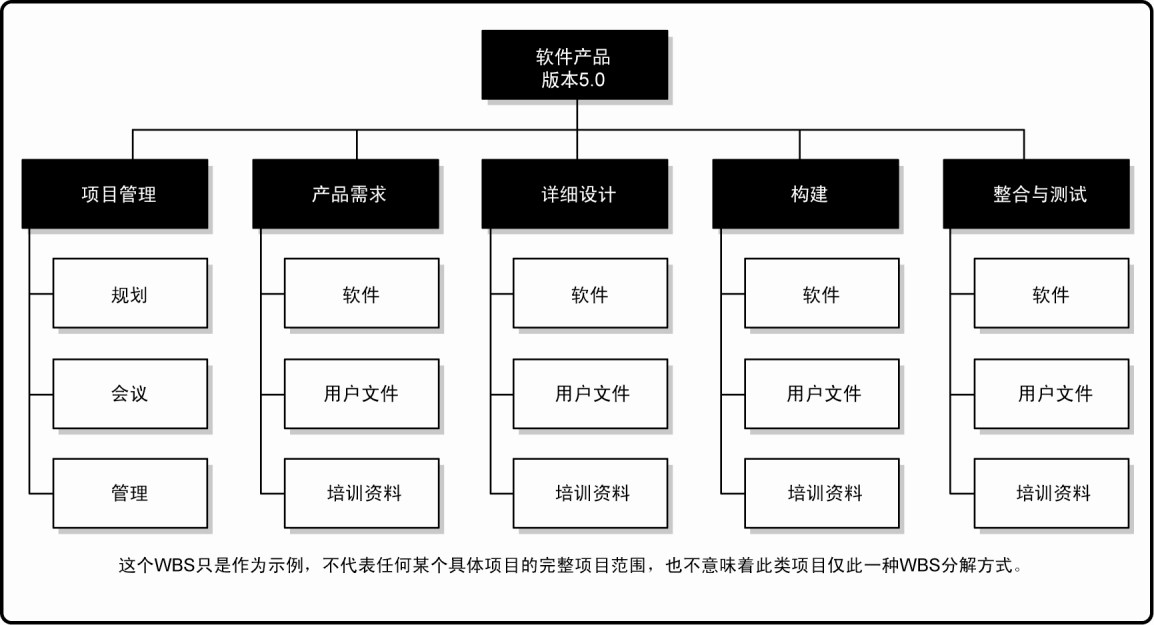 软件产品
版本5.0
项目管理
产品需求
详细设计
构建
整合与测试
规划
软件
软件
软件
软件
会议
用户文件
用户文件
用户文件
用户文件
管理
培训资料
培训资料
培训资料
培训资料
这个WBS只是作为示例，不代表任何某个具体项目的完整项目范围，也不意味着此类项目仅此一种WBS分解方式。